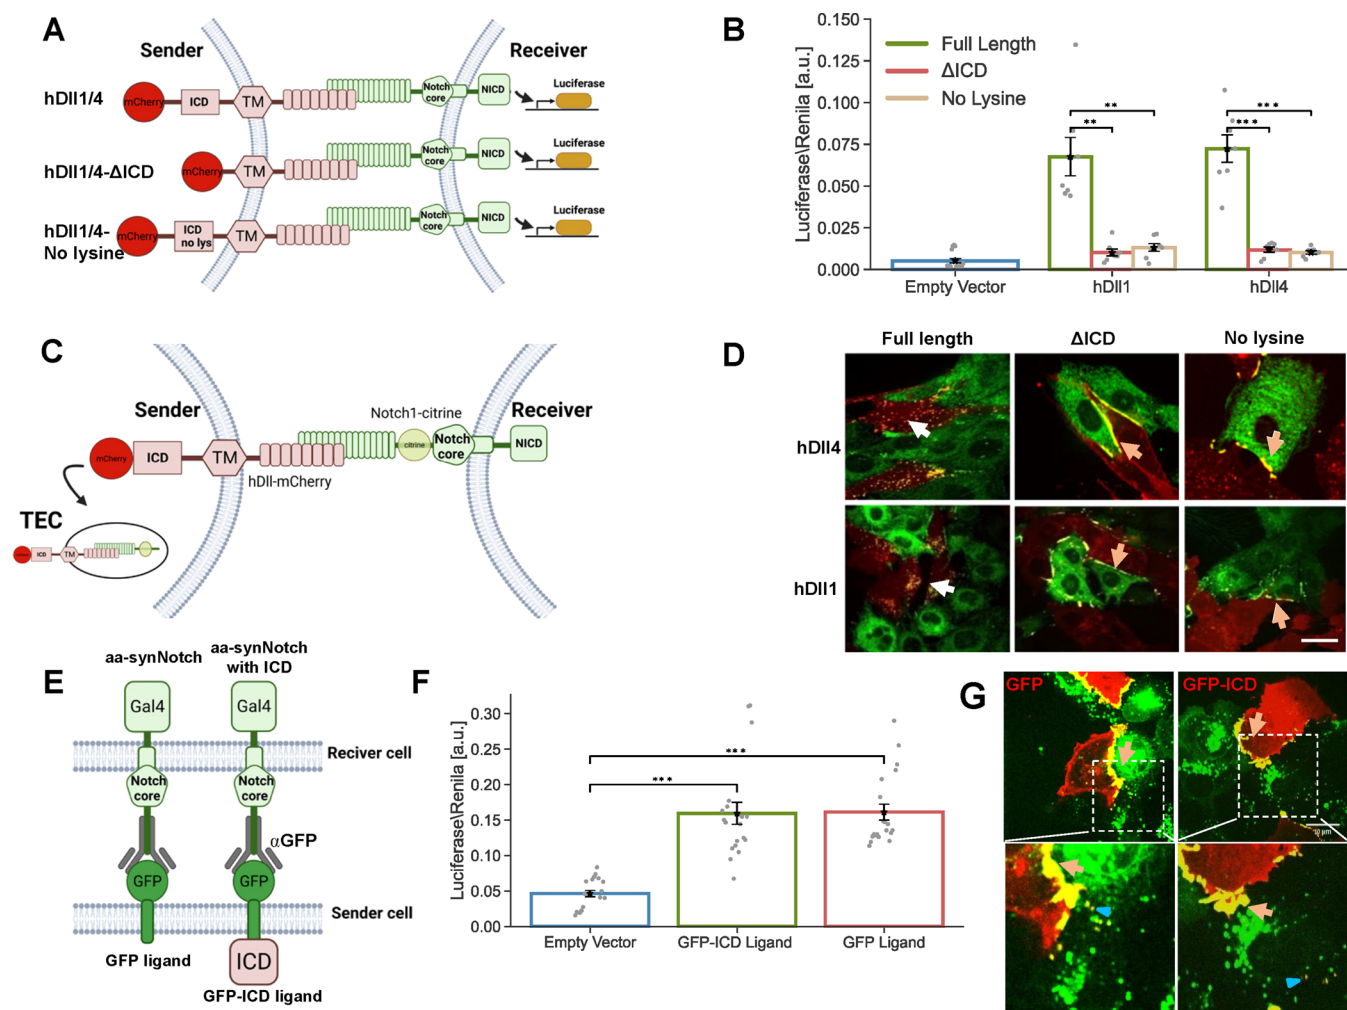 A
Sender
Receiver
hDll1/4
mCherry
ICD
TM
Notch
core
NICD
Luciferase
hDll1/4-ΔICD
mCherry
TM
Notch
core
NICD
Luciferase
hDll1/4-
No lysine
mCherry
ICD
no lys
TM
Notch
core
NICD
Luciferase
B
Luciferase\Renila [a.u.]
0.150
0.125
0.100
0.075
0.050
0.025
0.000
Full Length
ΔICD
No Lysine
**
**
***
***
Empty Vector
hDll1
hDll4
C
Sender
Receiver
Notch1-citrine
mCherry
ICD
TM
citrine
Notch
core
NICD
hDll-mCherry
TEC
ICD
TM
D
Full length
ΔICD
No lysine
hDll4
hDll1
E
aa-synNotch
aa-synNotch
with ICD
Gal4
Gal4
Reciver cell
Notch
core
Notch
core
αGFP
GFP
GFP
Sender cell
GFP ligand
ICD
GFP-ICD ligand
F
Luciferase\Renila [a.u.]
0.30
0.25
0.20
0.15
0.10
0.05
0.00
***
***
Empty Vector
GFP-ICD Ligand
GFP Ligand
G
GFP
GFP-ICD